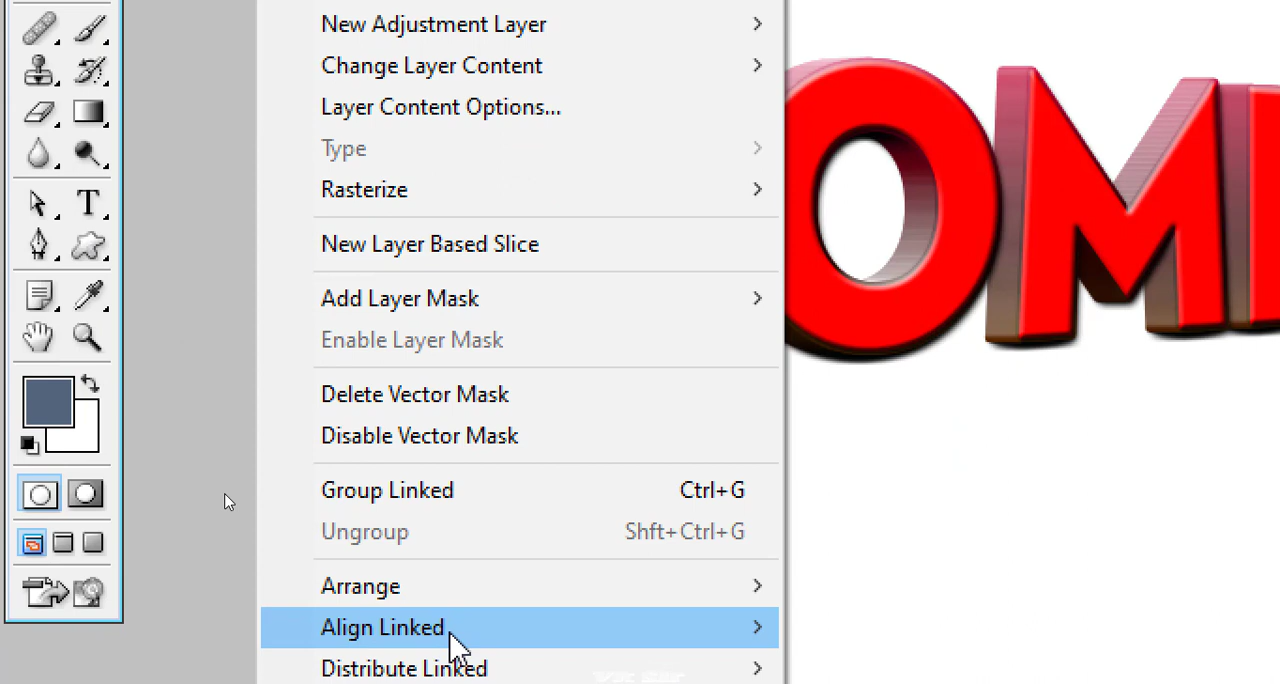 New Adjustment Layer
Change Layer Content
Layer Content Options...
Type
Rasterize
New Layer Based Slice
Add Layer Mask
Enable Layer Mask
Delete Vector Mask
Disable Vector Mask
Group Linked Ctrl+G
Ungroup Shft+Ctrl+G
Arrange
Align Linked
Distribute Linked
T
OM